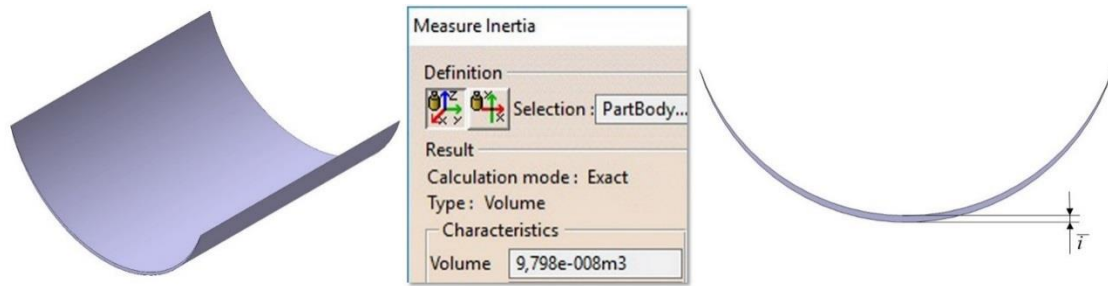 Measure Inertia
Definition
Z
X Y
Y
X
Selection : PartBody...
Result
Calculation mode : Exact
Type : Volume
Characteristics
Volume 9,798e-008m3
i